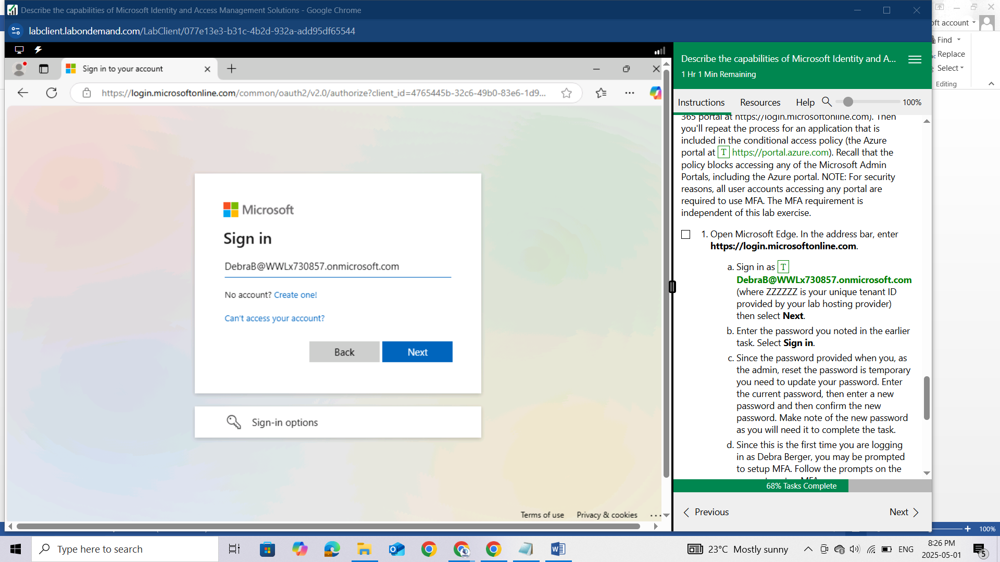 Describe the capabilities of Microsoft Identity and Access Management Solutions - Google Chrome
labclient.labondemand.com/LabClient/077e13e3-b31c-4b2d-932a-add95df65544
Sign in to your account
https://login.microsoftonline.com/common/oauth2/v2.0/authorize?client_id=4765445b-32c6-49b0-83e6-1d9...
Microsoft
Sign in
DebraB@WWLx730857.onmicrosoft.com
No account? Create one!
Can't access your account?
Back
Next
Sign-in options
Terms of use
Privacy & cookies
...
Describe the capabilities of Microsoft Identity and A...
1 Hr 1 Min Remaining
Instructions
Resources
Help
100%
365 portal at https://login.microsoftonline.com). Then
you'll repeat the process for an application that is
included in the conditional access policy (the Azure
portal at T https://portal.azure.com). Recall that the
policy blocks accessing any of the Microsoft Admin
Portals, including the Azure portal. NOTE: For security
reasons, all user accounts accessing any portal are
required to use MFA. The MFA requirement is
independent of this lab exercise.
1. Open Microsoft Edge. In the address bar, enter
https://login.microsoftonline.com.
a. Sign in as T
DebraB@WWLx730857.onmicrosoft.com
(where ZZZZZZ is your unique tenant ID
provided by your lab hosting provider)
then select Next.
b. Enter the password you noted in the earlier
task. Select Sign in.
c. Since the password provided when you, as
the admin, reset the password is temporary
you need to update your password. Enter
the current password, then enter a new
password and then confirm the new
password. Make note of the new password
as you will need it to complete the task.
d. Since this is the first time you are logging
in as Debra Berger, you may be prompted
to setup MFA. Follow the prompts on the
68% Tasks Complete
Previous
Next
account
Find
Replace
Select
Editing
100%
Type here to search
23°C Mostly sunny
ENG
8:26 PM
2025-05-01
5